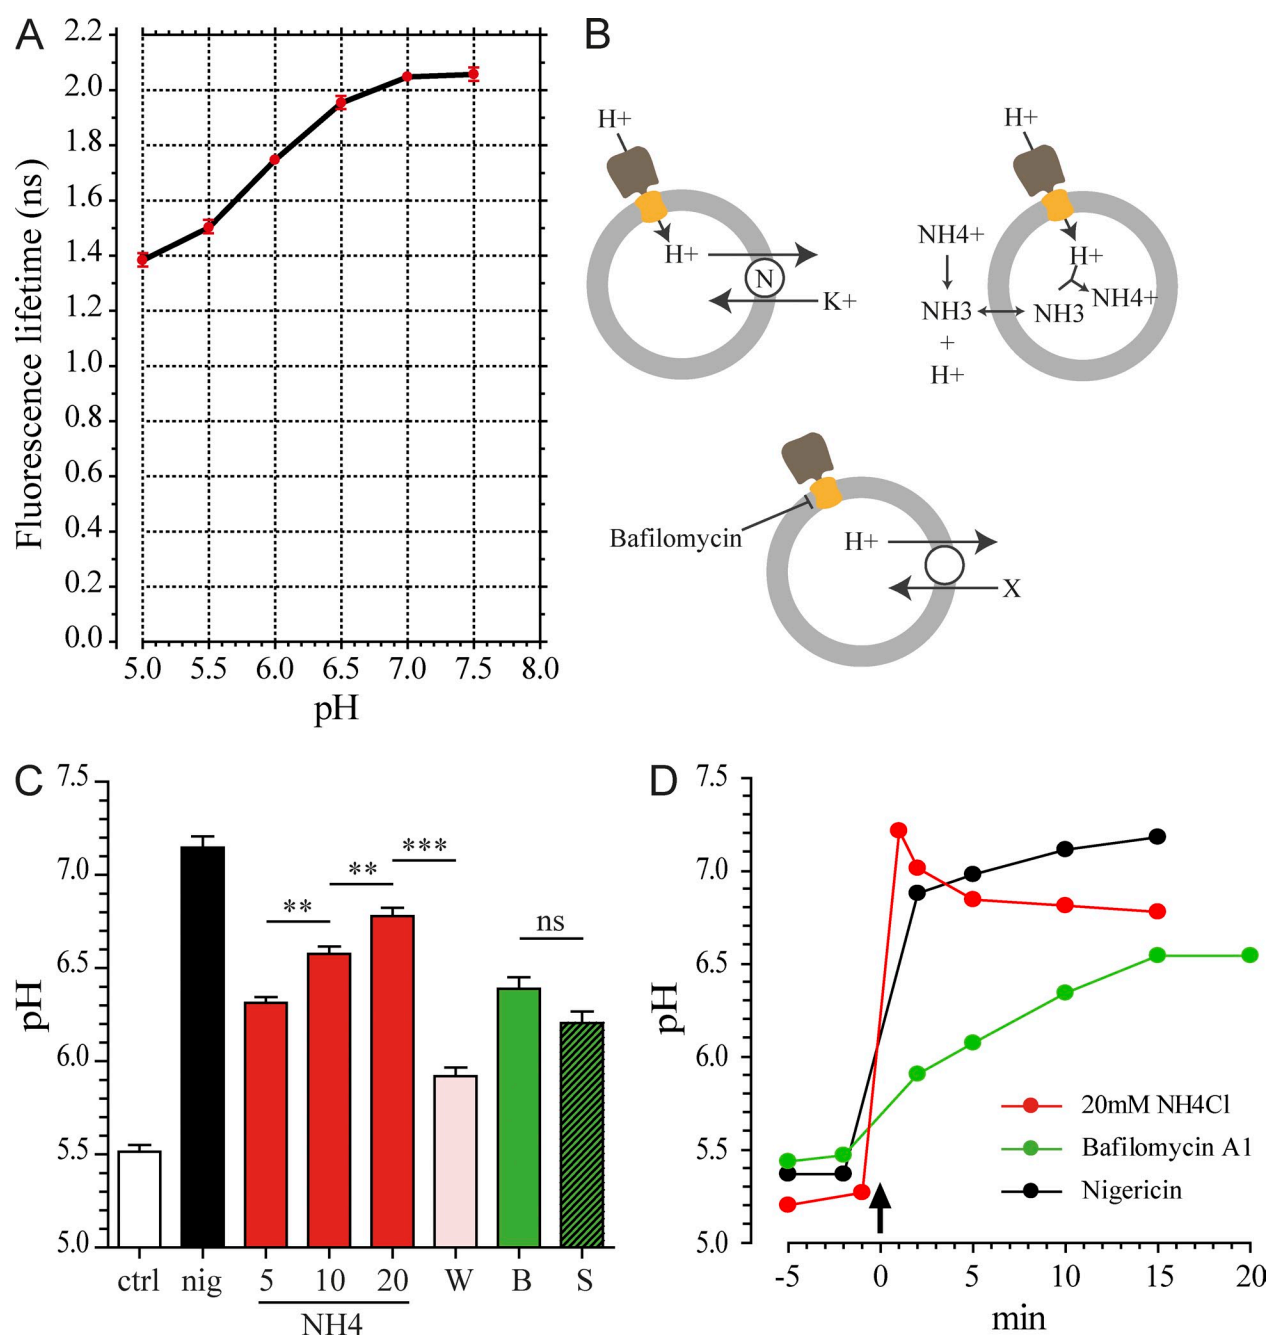 A
Fluorescence lifetime (ns)
2.2
2.0
1.8
1.6
1.4
1.2
1.0
0.8
0.6
0.4
0.2
0.0
5.0 5.5 6.0 6.5 7.0 7.5 8.0
pH
B
H+
H+ N
K+
H+
NH4+ H+
NH3 NH3 NH4+
+
H+
Bafilomycin H+
X
C
pH
7.5
7.0
6.5
6.0
5.5
5.0
** ** *** ns
ctrl nig 5 10 20 W B S
NH4
D
pH
7.5
7.0
6.5
6.0
5.5
5.0
20mM NH4Cl
Bafilomycin A1
Nigericin
-5 0 5 10 15 20
min